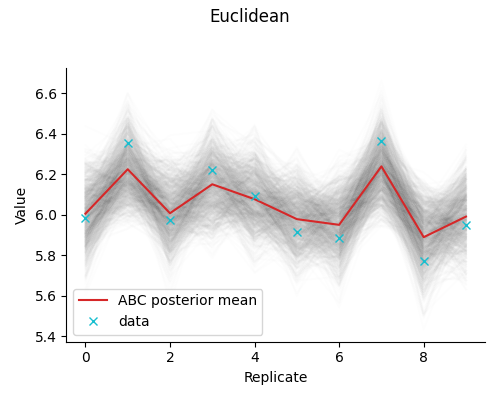 Euclidean
6.6
6.4
6.2
6.0
5.8
5.6
5.4
Value
ABC posterior mean
data
0 2 4 6 8
Replicate